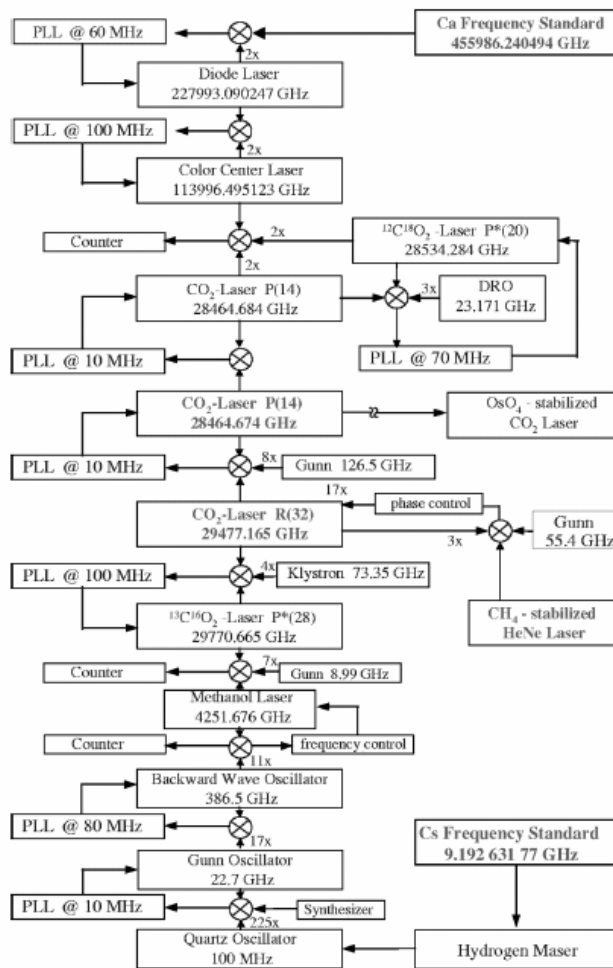 PLL @ 60 MHz
Ca Frequency Standard
455986.240494 GHz
2x
Diode Laser
227993.090247 GHz
PLL @ 100 MHz
2x
Color Center Laser
113996.495123 GHz
Counter
2x
2x
12C18O2 -Laser P*(20)
28534.284 GHz
CO2-Laser P(14)
28464.684 GHz
3x
DRO
23.171 GHz
PLL @ 10 MHz
PLL @ 70 MHz
CO2-Laser P(14)
28464.674 GHz
OsO4 - stabilized
CO2 Laser
PLL @ 10 MHz
8x
Gunn 126.5 GHz
17x
CO2-Laser R(32)
29477.165 GHz
phase control
3x
Gunn
55.4 GHz
PLL @ 100 MHz
4x
Klystron 73.35 GHz
13C16O2 -Laser P*(28)
29770.665 GHz
CH4 - stabilized
HeNe Laser
Counter
7x
Gunn 8.99 GHz
Methanol Laser
4251.676 GHz
Counter
frequency control
11x
Backward Wave Oscillator
386.5 GHz
PLL @ 80 MHz
17x
Cs Frequency Standard
9.192 631 77 GHz
Gunn Oscillator
22.7 GHz
PLL @ 10 MHz
Synthesizer
225x
Quartz Oscillator
100 MHz
Hydrogen Maser